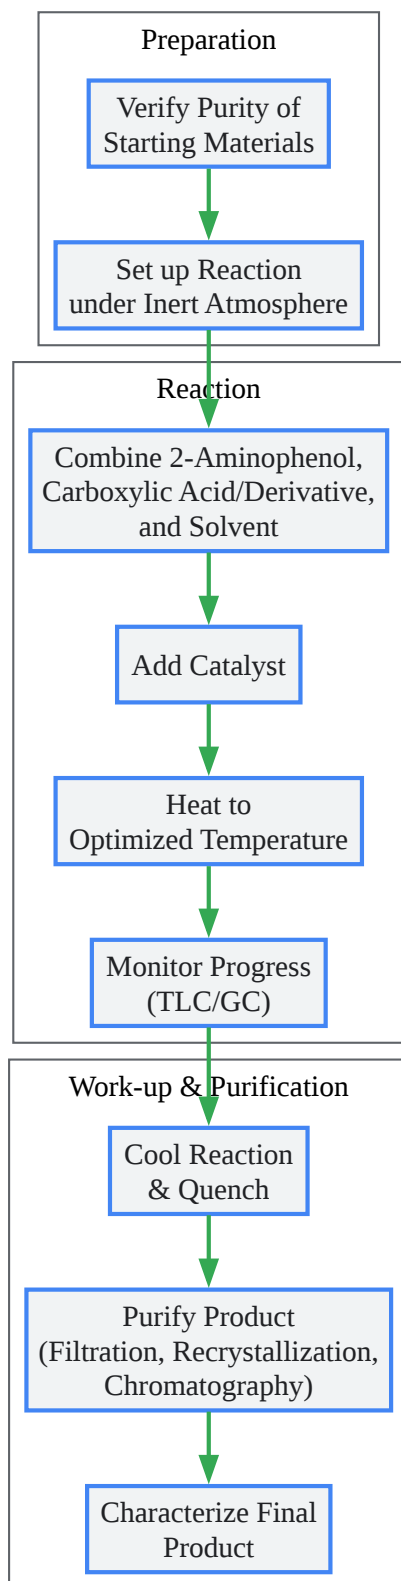 Preparation
Verify Purity of
Starting Materials
Set up Reaction
under Inert Atmosphere
Reaction
Combine 2-Aminophenol,
Carboxylic Acid/Derivative,
and Solvent
Add Catalyst
Heat to
Optimized Temperature
Monitor Progress
(TLC/GC)
Work-up & Purification
Cool Reaction
& Quench
Purify Product
(Filtration, Recrystallization,
Chromatography)
Characterize Final
Product